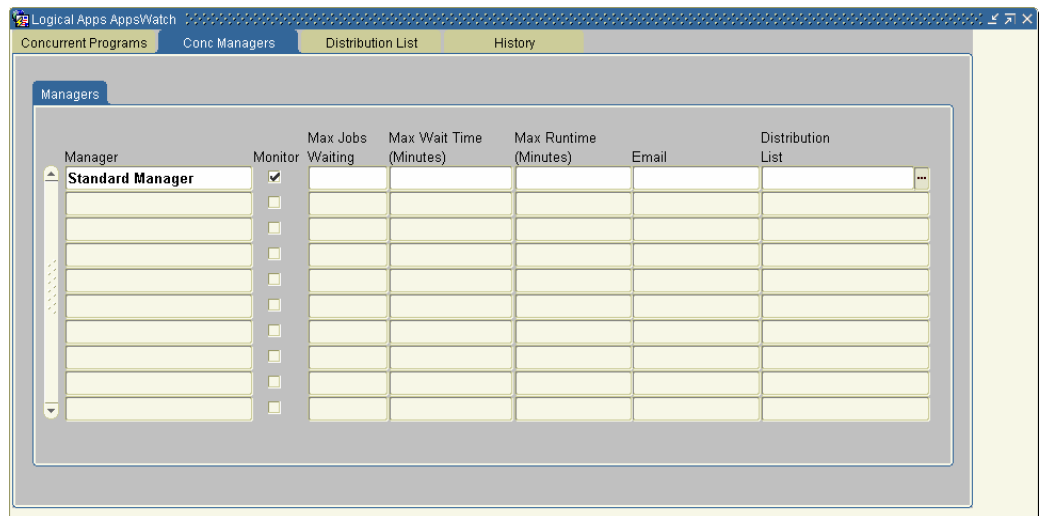 Logical Apps AppsWatch
Concurrent Programs Conc Managers Distribution List History
Managers
Max Jobs Max Wait Time Max Runtime Distribution
Manager Monitor Waiting (Minutes) (Minutes) Email List
Standard Manager ...